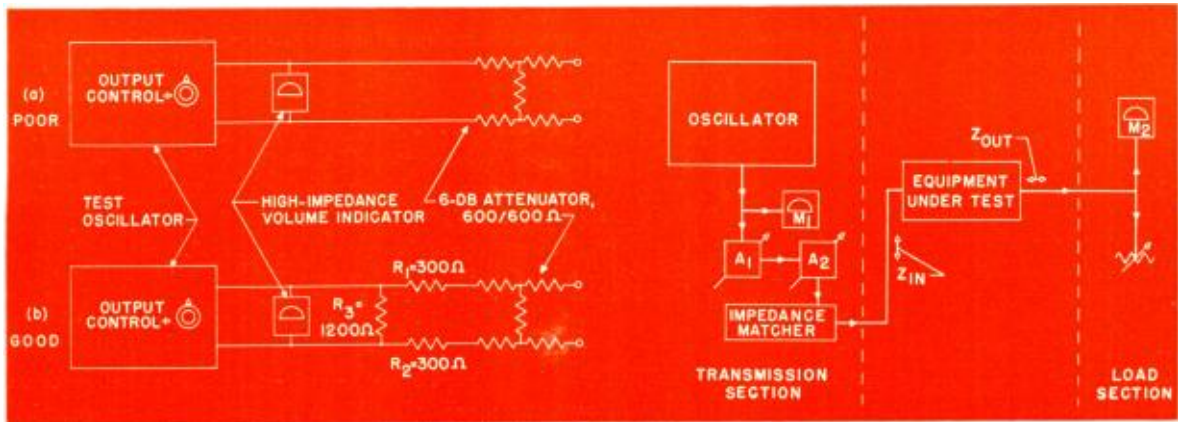 (a)
POOR
OUTPUT
CONTROL
A
TEST
OSCILLATOR
HIGH-IMPEDANCE
VOLUME INDICATOR
6-DB ATTENUATOR,
600/600 Ω
(b)
GOOD
OUTPUT
CONTROL
A
R1=300Ω
R3=
1200Ω
R2=300Ω
OSCILLATOR
M1
A1
A2
IMPEDANCE
MATCHER
TRANSMISSION
SECTION
ZOUT
EQUIPMENT
UNDER TEST
ZIN
M2
LOAD
SECTION